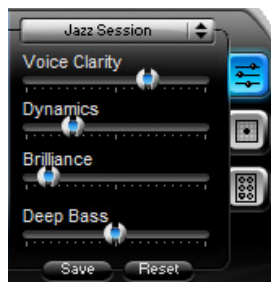 Jazz Session
Voice Clarity
Dynamics
Brilliance
Deep Bass
Save Reset